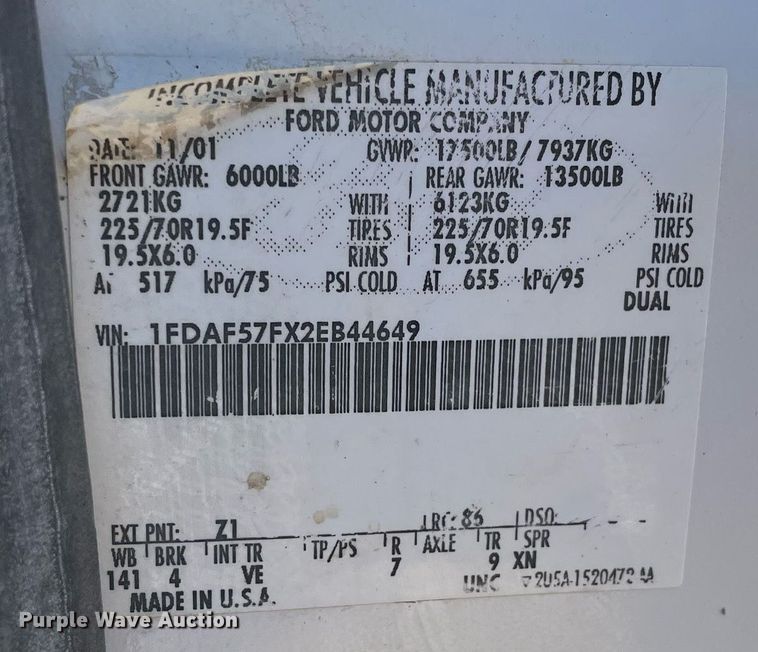 INCOMPLETE VEHICLE MANUFACTURED BY
FORD MOTOR COMPANY
DATE: 11/01 GVWR: 17500LB/ 7937KG
FRONT GAWR: 6000LB REAR GAWR: 13500LB
2721KG WITH 6123KG WITH
225/70R19.5F TIRES 225/70R19.5F TIRES
19.5X6.0 RIMS 19.5X6.0 RIMS
AT 517 kPa/75 PSI COLD AT 655 kPa/95 PSI COLD
DUAL
VIN: 1FDAF57FX2EB44649
EXT PNT: Z1 RC: 86 DSO:
WB BRK INT TR TP/PS R AXLE TR SPR
141 4 VE 7 9 XN
MADE IN U.S.A. UNC
Purple Wave Auction